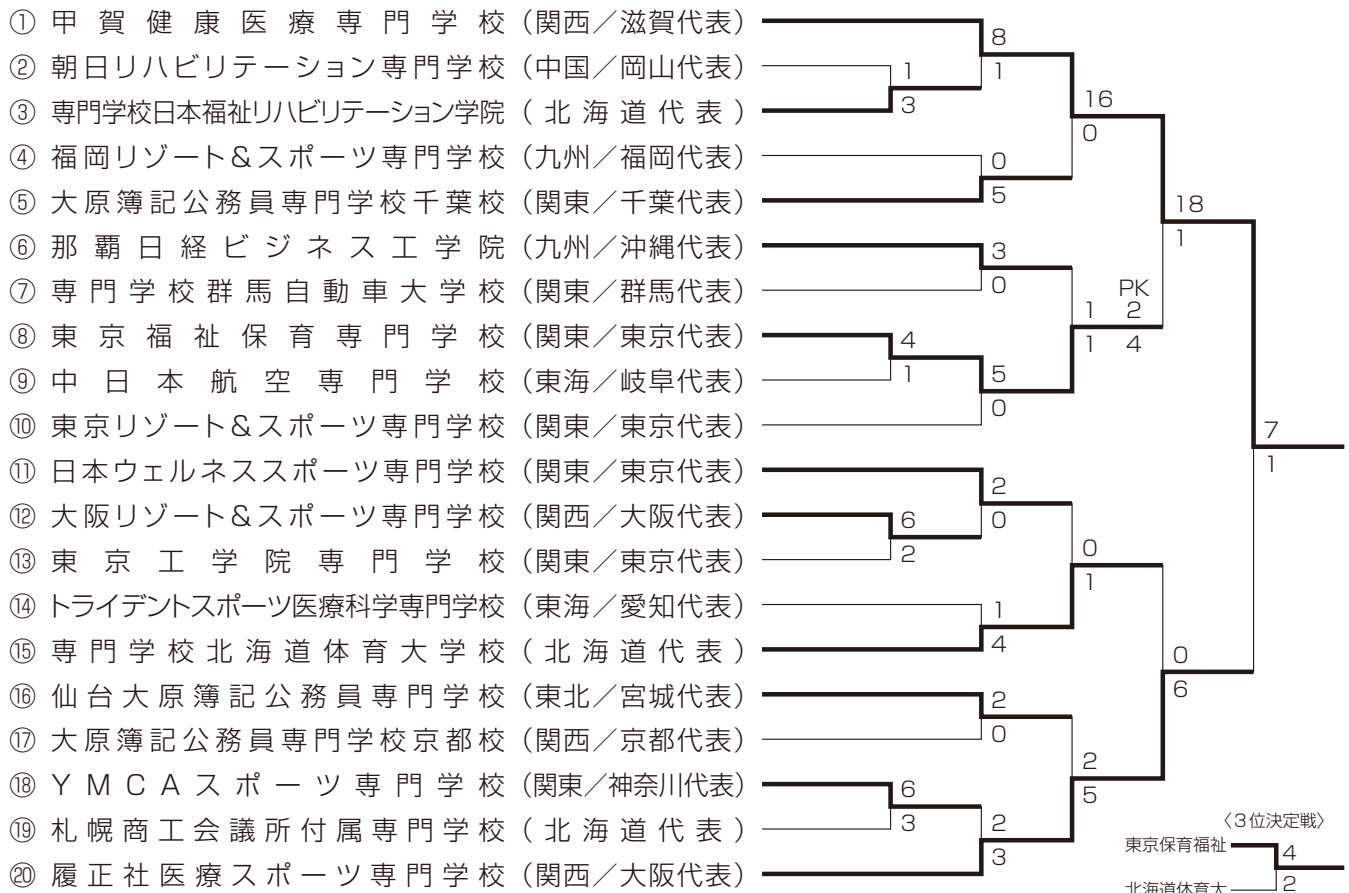 ① 甲賀健康医療専門学校（関西／滋賀代表）
② 朝日リハビリテーション専門学校（中国／岡山代表）
③ 専門学校日本福祉リハビリテーション学院（北海道代表）
④ 福岡リゾート&スポーツ専門学校（九州／福岡代表）
⑤ 大原簿記公務員専門学校千葉校（関東／千葉代表）
⑥ 那覇日経ビジネス工学院（九州／沖縄代表）
⑦ 専門学校群馬自動車大学校（関東／群馬代表）
⑧ 東京福祉保育専門学校（関東／東京代表）
⑨ 中日本航空専門学校（東海／岐阜代表）
⑩ 東京リゾート&スポーツ専門学校（関東／東京代表）
⑪ 日本ウェルネススポーツ専門学校（関東／東京代表）
⑫ 大阪リゾート&スポーツ専門学校（関西／大阪代表）
⑬ 東京工学院専門学校（関東／東京代表）
⑭ トライデントスポーツ医療科学専門学校（東海／愛知代表）
⑮ 専門学校北海道体育大学校（北海道代表）
⑯ 仙台大原簿記公務員専門学校（東北／宮城代表）
⑰ 大原簿記公務員専門学校京都校（関西／京都代表）
⑱ YMCAスポーツ専門学校（関東／神奈川代表）
⑲ 札幌商工会議所付属専門学校（北海道代表）
⑳ 履正社医療スポーツ専門学校（関西／大阪代表）
1
3
4
1
6
2
6
3
8
1
0
5
3
0
5
0
2
0
1
4
2
0
2
3
16
0
PK
1 2
1 4
0
1
2
5
18
1
0
6
7
1
〈3位決定戦〉
東京保育福祉
4
2
北海道体育大